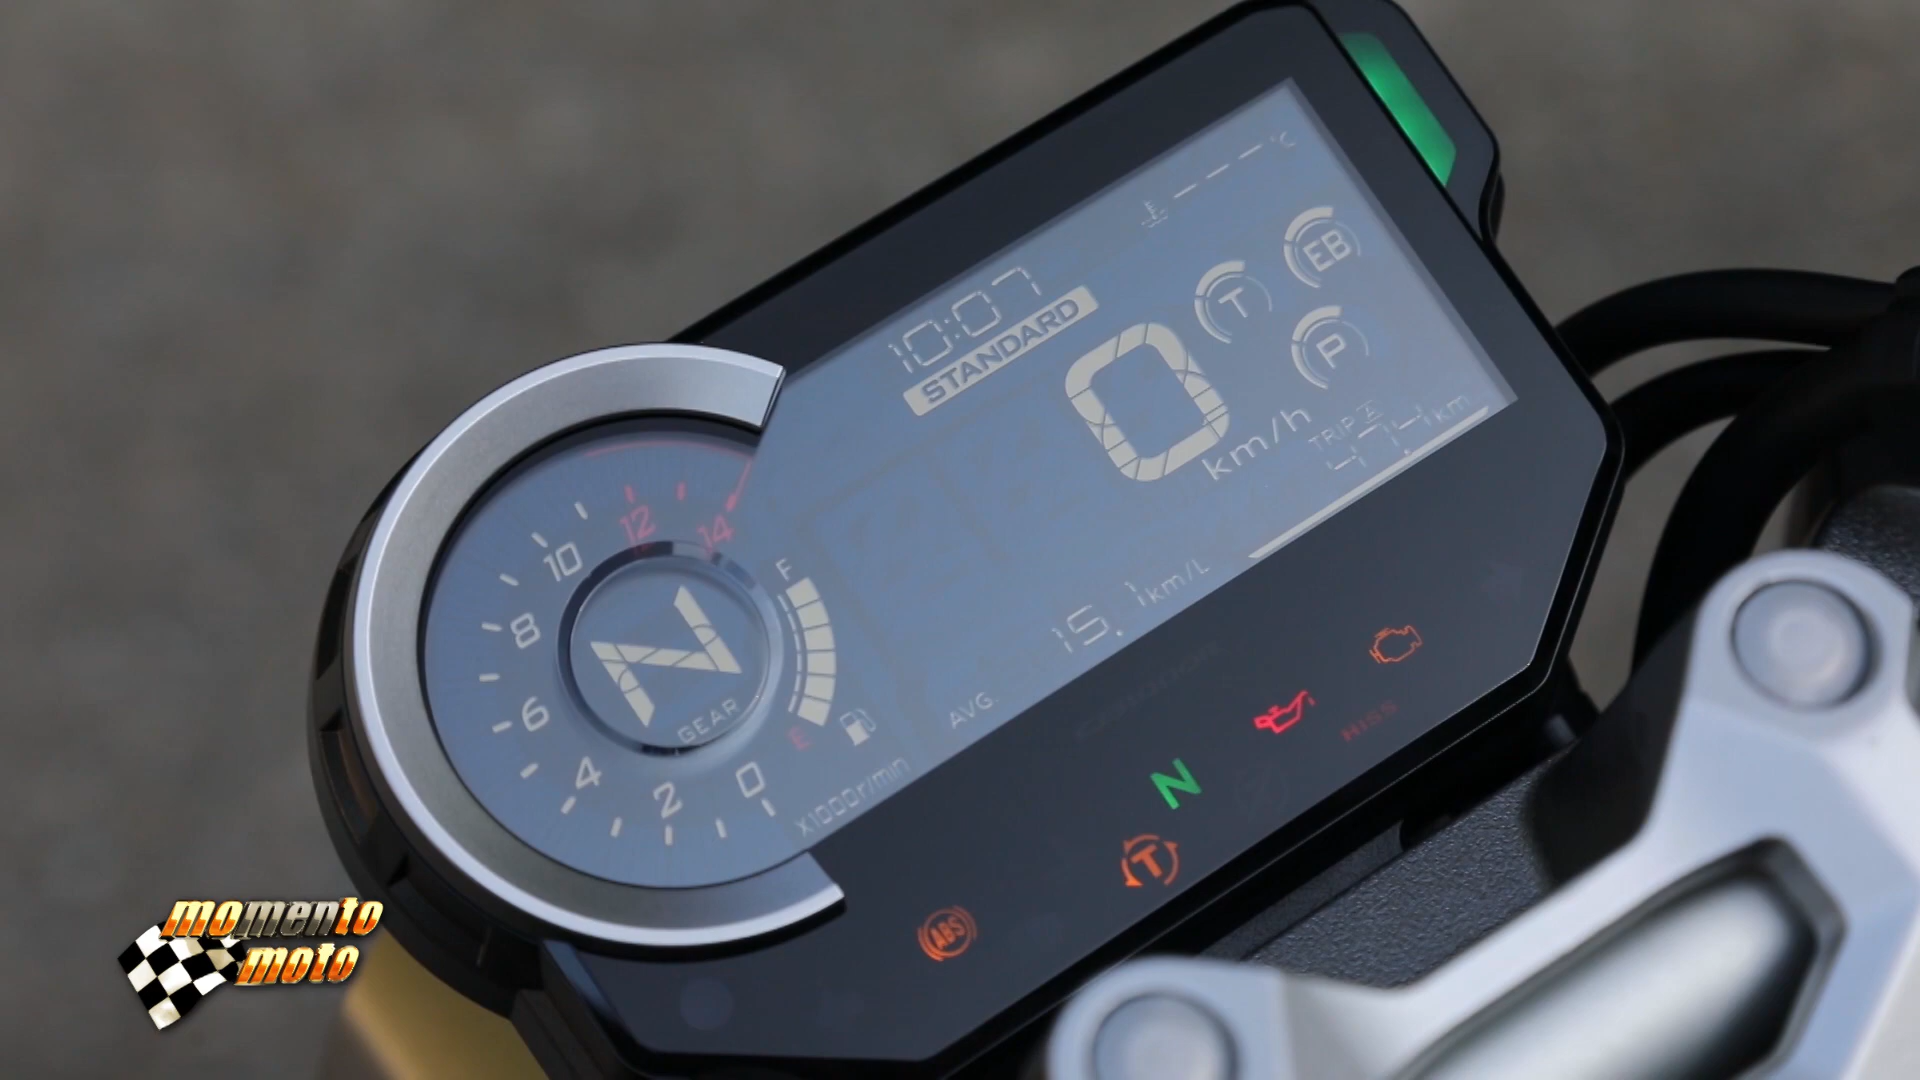 °C
10:07
STANDARD
EB
T
P
0
km/h
TRIP
km
12
14
10
8
6
4
2
0
N
GEAR
F
E
X1000r/min
15.1km/L
AVG.
HISS
N
T
ABS
momento
moto